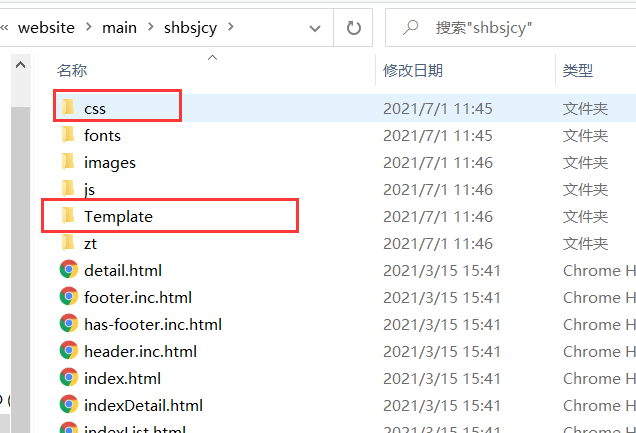 « website › main › shbsjcy › 搜索"shbsjcy"
名称 修改日期 类型
css 2021/7/1 11:45 文件夹
fonts 2021/7/1 11:45 文件夹
images 2021/7/1 11:46 文件夹
js 2021/7/1 11:46 文件夹
Template 2021/7/1 11:46 文件夹
zt 2021/7/1 11:46 文件夹
detail.html 2021/3/15 15:41 Chrome H
footer.inc.html 2021/3/15 15:41 Chrome H
has-footer.inc.html 2021/3/15 15:41 Chrome H
header.inc.html 2021/3/15 15:41 Chrome H
index.html 2021/3/15 15:41 Chrome H
indexDetail.html 2021/3/15 15:41 Chrome H
indexList.html 2021/3/15 15:41 Chrome H